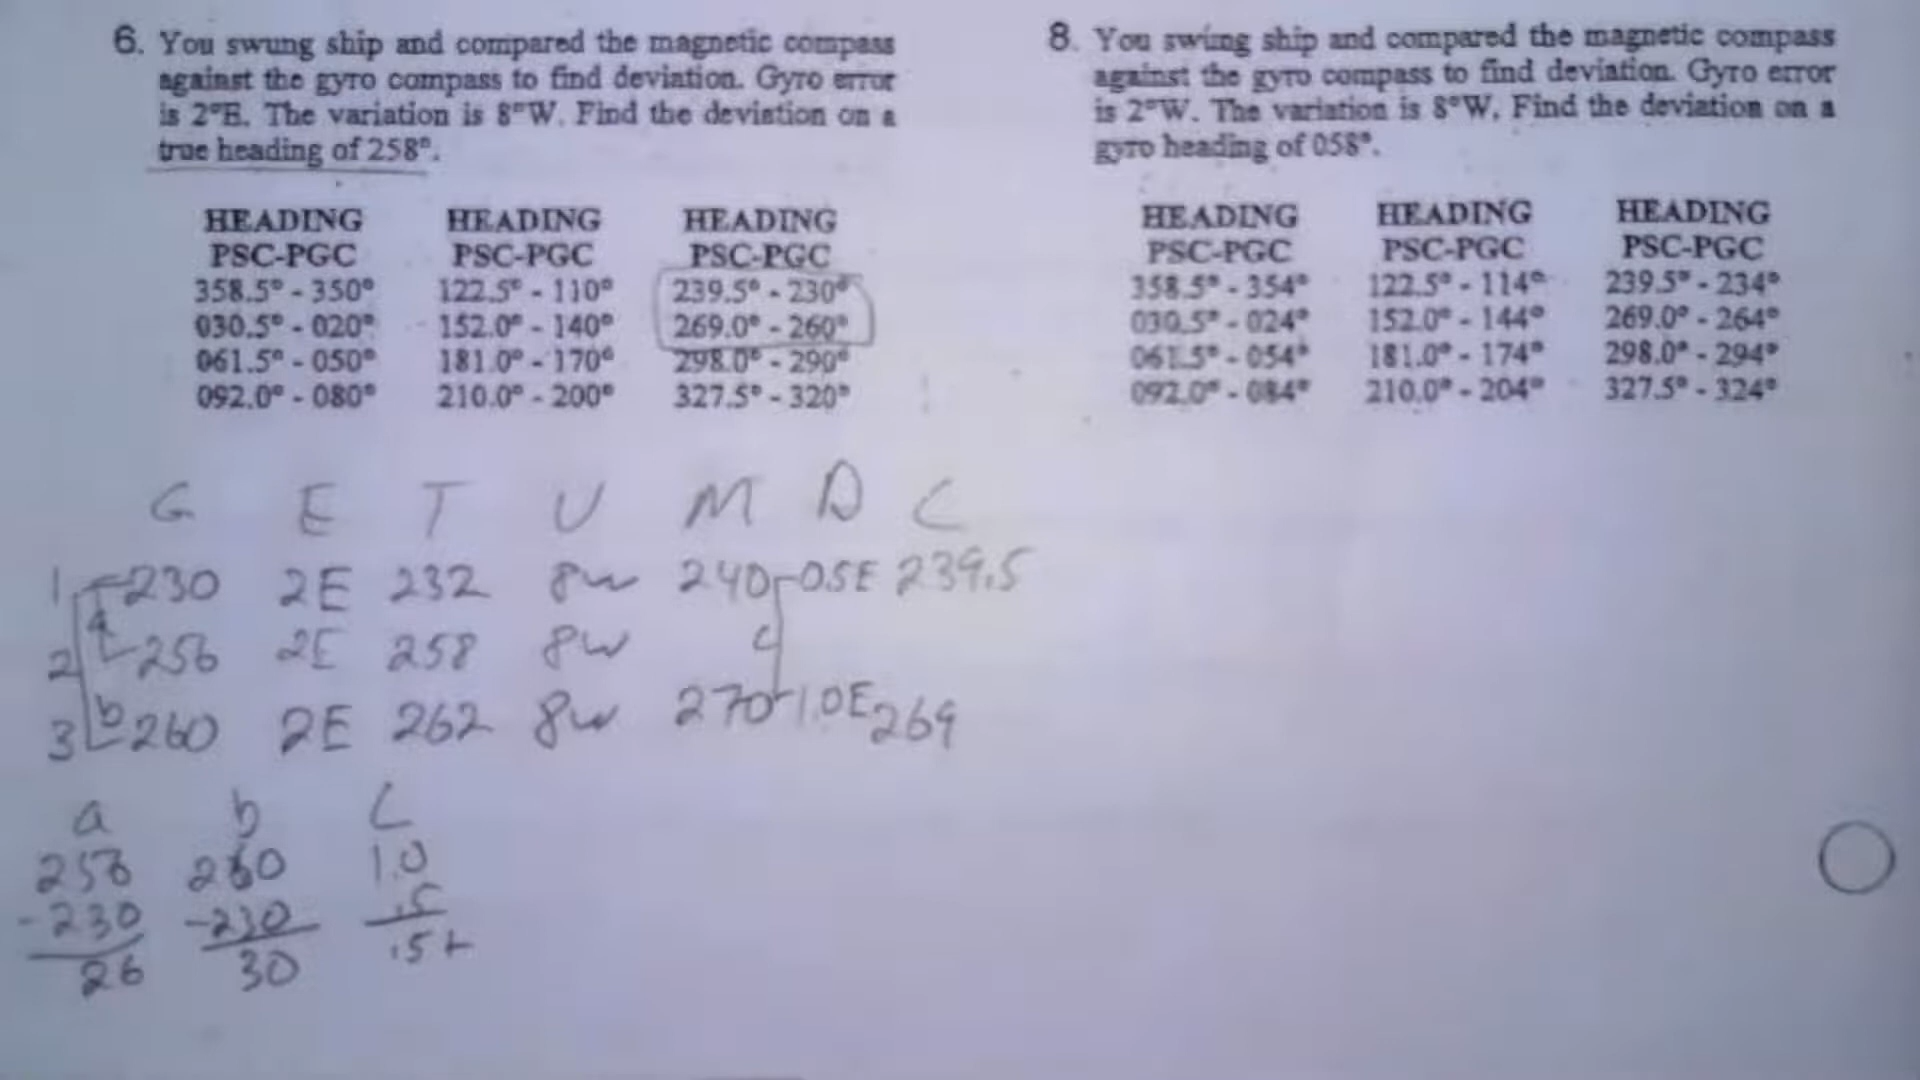 6. You swung ship and compared the magnetic compass
against the gyro compass to find deviation. Gyro error
is 2°E. The variation is 8°W. Find the deviation on a
true heading of 258°.
HEADING HEADING HEADING
PSC-PGC PSC-PGC PSC-PGC
358.5° - 350° 122.5° - 110° 239.5° - 230°
030.5° - 020° 152.0° - 140° 269.0° - 260°
061.5° - 050° 181.0° - 170° 298.0° - 290°
092.0° - 080° 210.0° - 200° 327.5° - 320°
8. You swung ship and compared the magnetic compass
against the gyro compass to find deviation. Gyro error
is 2°W. The variation is 8°W. Find the deviation on a
gyro heading of 058°.
HEADING HEADING HEADING
PSC-PGC PSC-PGC PSC-PGC
358.5° - 354° 122.5° - 114° 239.5° - 234°
030.5° - 024° 152.0° - 144° 269.0° - 264°
061.5° - 054° 181.0° - 174° 298.0° - 294°
092.0° - 084° 210.0° - 204° 327.5° - 324°
G E T V M D C
1 230 2E 232 8W 240 0.5E 239.5
a
2 256 2E 258 8W c
b
3 260 2E 262 8W 270 1.0E 269
a b c
256 260 1.0
-230 -230 .5
26 30 .5+